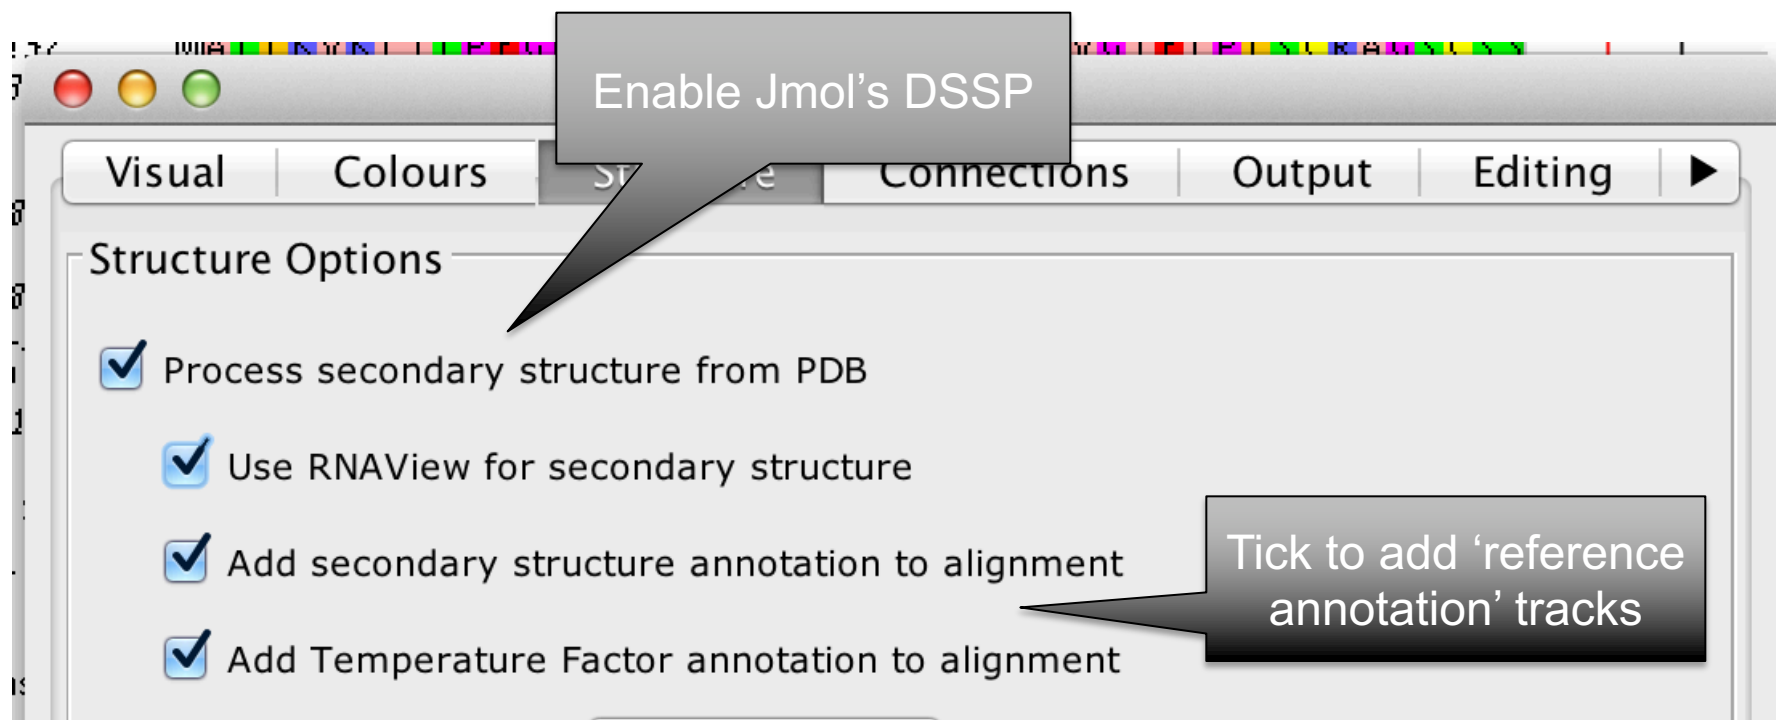 Enable Jmol’s DSSP
Visual Colours Structure Connections Output Editing
Structure Options
Process secondary structure from PDB
Use RNAView for secondary structure
Add secondary structure annotation to alignment
Tick to add ‘reference
annotation’ tracks
Add Temperature Factor annotation to alignment